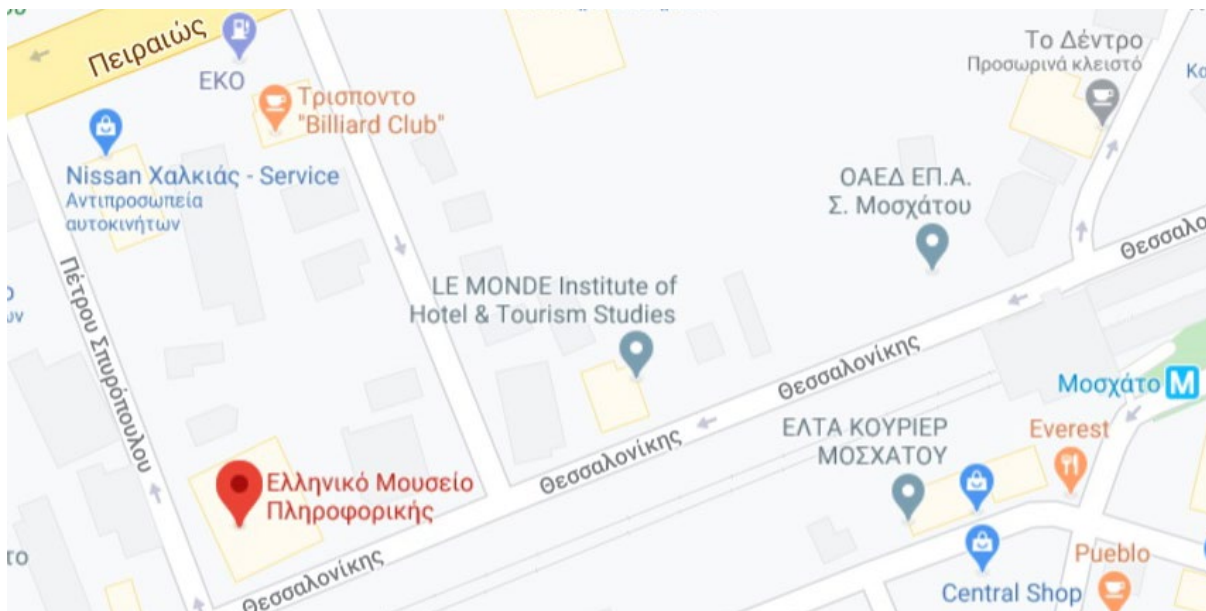 Πειραιώς
EKO
Τρισποντο
"Billiard Club"
Nissan Χαλκιάς - Service
Αντιπροσωπεία
αυτοκινήτων
Το Δέντρο
Προσωρινά κλειστό
ΟΑΕΔ ΕΠ.Α.
Σ. Μοσχάτου
LE MONDE Institute of
Hotel & Tourism Studies
Πέτρου Σπυρόπουλου
Θεσσαλονίκης
Μοσχάτο M
ΕΛΤΑ ΚΟΥΡΙΕΡ
ΜΟΣΧΑΤΟΥ
Everest
Θεσσαλονίκης
Ελληνικό Μουσείο
Πληροφορικής
Θεσσαλονίκης
Central Shop
Pueblo